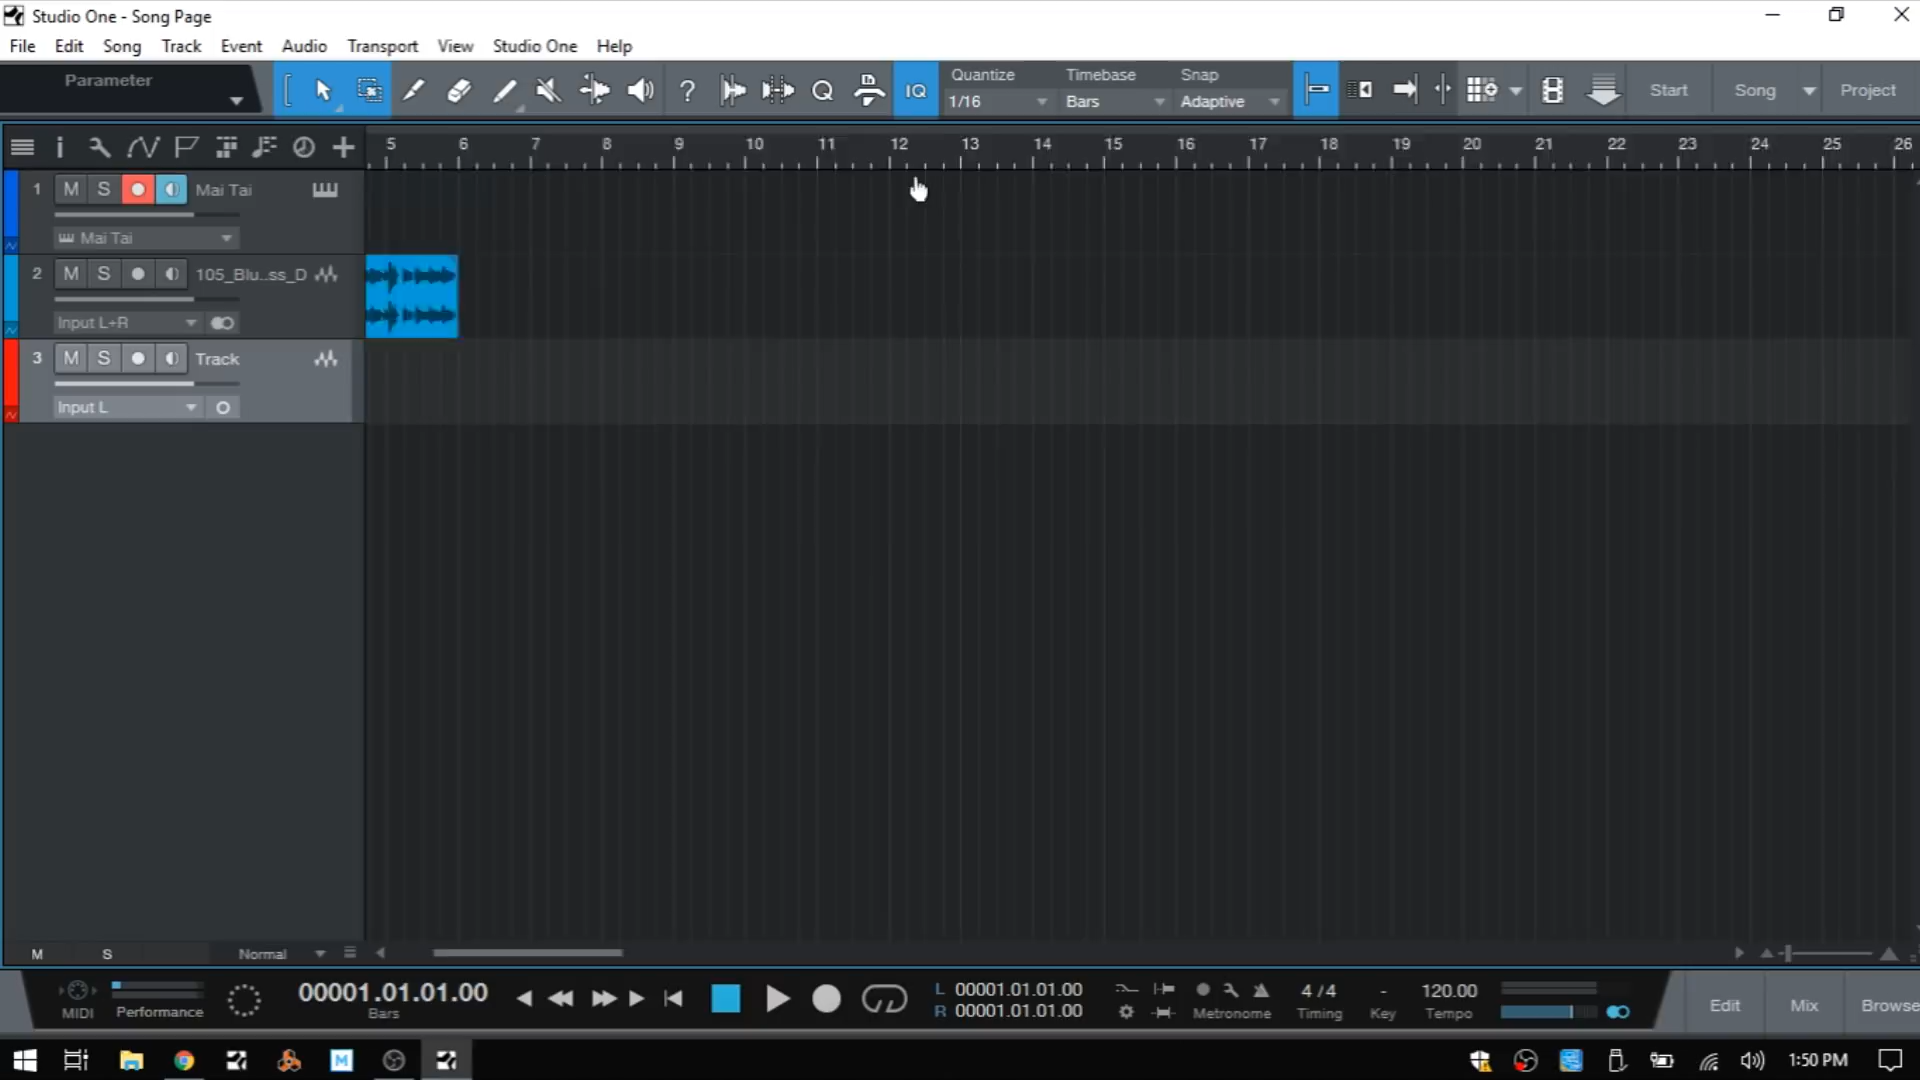 Studio One - Song Page
File Edit Song Track Event Audio Transport View Studio One Help
Parameter
? Q IQ
Quantize Timebase Snap
1/16 Bars Adaptive
Start Song Project
5 6 7 8 9 10 11 12 13 14 15 16 17 18 19 20 21 22 23 24 25 26
1 M S Mai Tai
Mai Tai
2 M S 105_Blu..ss_D
Input L+R
3 M S Track
Input L
M S Normal
MIDI Performance
00001.01.01.00
Bars
L 00001.01.01.00
R 00001.01.01.00
Metronome
4 / 4
Timing
-
Key
120.00
Tempo
Edit Mix Browse
M 1:50 PM